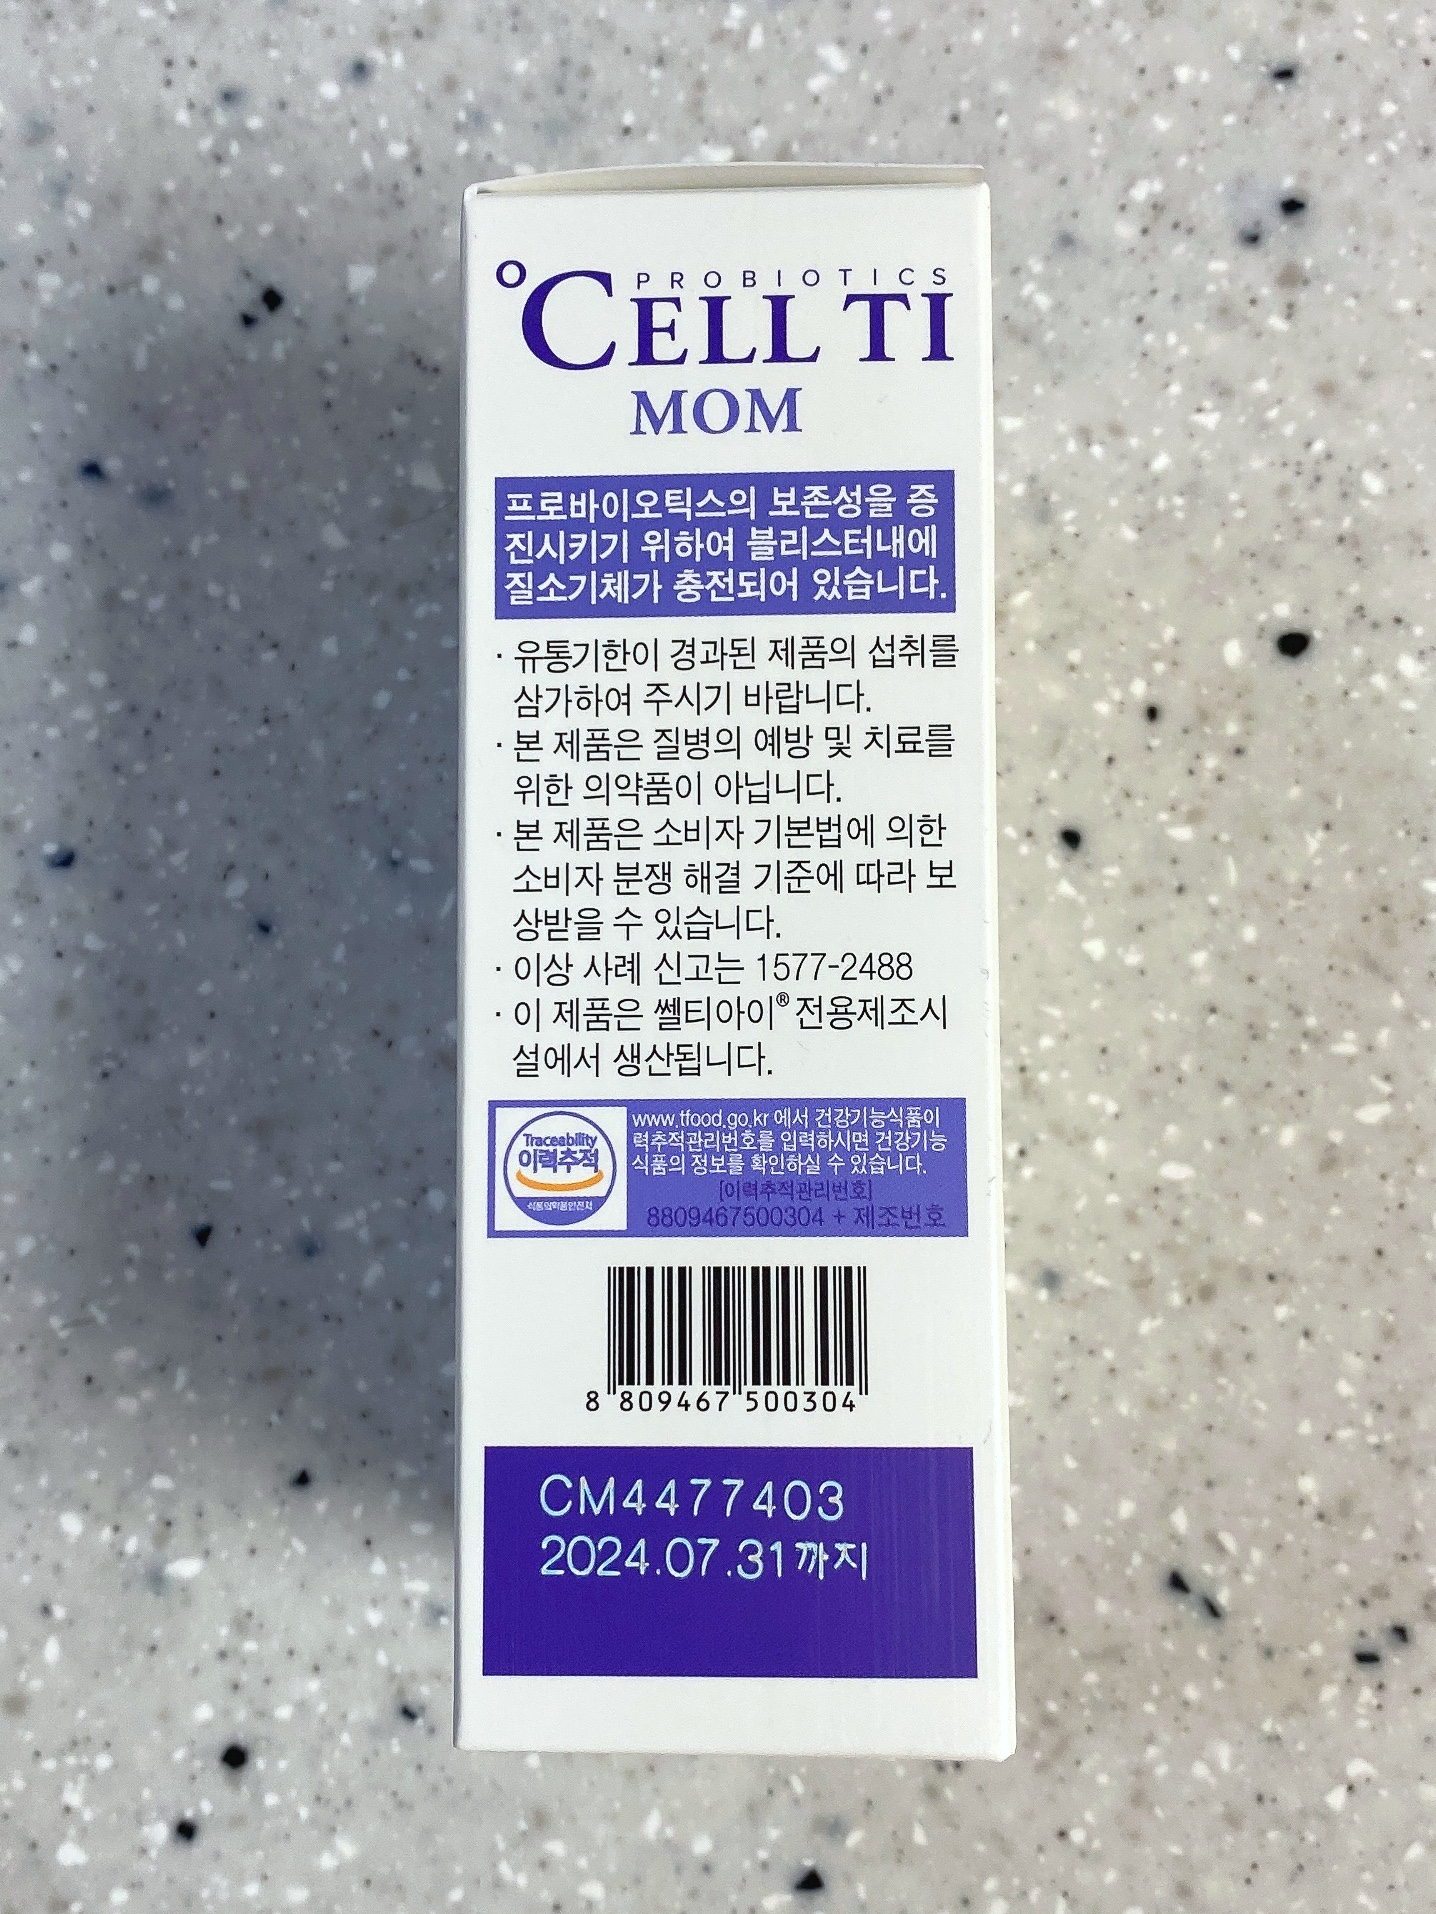 PROBIOTICS
°CELL TI
MOM
프로바이오틱스의 보존성을 증
진시키기 위하여 블리스터내에
질소기체가 충전되어 있습니다.
· 유통기한이 경과된 제품의 섭취를
삼가하여 주시기 바랍니다.
· 본 제품은 질병의 예방 및 치료를
위한 의약품이 아닙니다.
· 본 제품은 소비자 기본법에 의한
소비자 분쟁 해결 기준에 따라 보
상받을 수 있습니다.
· 이상 사례 신고는 1577-2488
· 이 제품은 쎌티아이® 전용제조시
설에서 생산됩니다.
Traceability
이력추적
식품의약품안전처
www.tfood.go.kr 에서 건강기능식품이
력추적관리번호를 입력하시면 건강기능
식품의 정보를 확인하실 수 있습니다.
[이력추적관리번호]
8809467500304 + 제조번호
8 809467 500304
CM4477403
2024.07.31까지